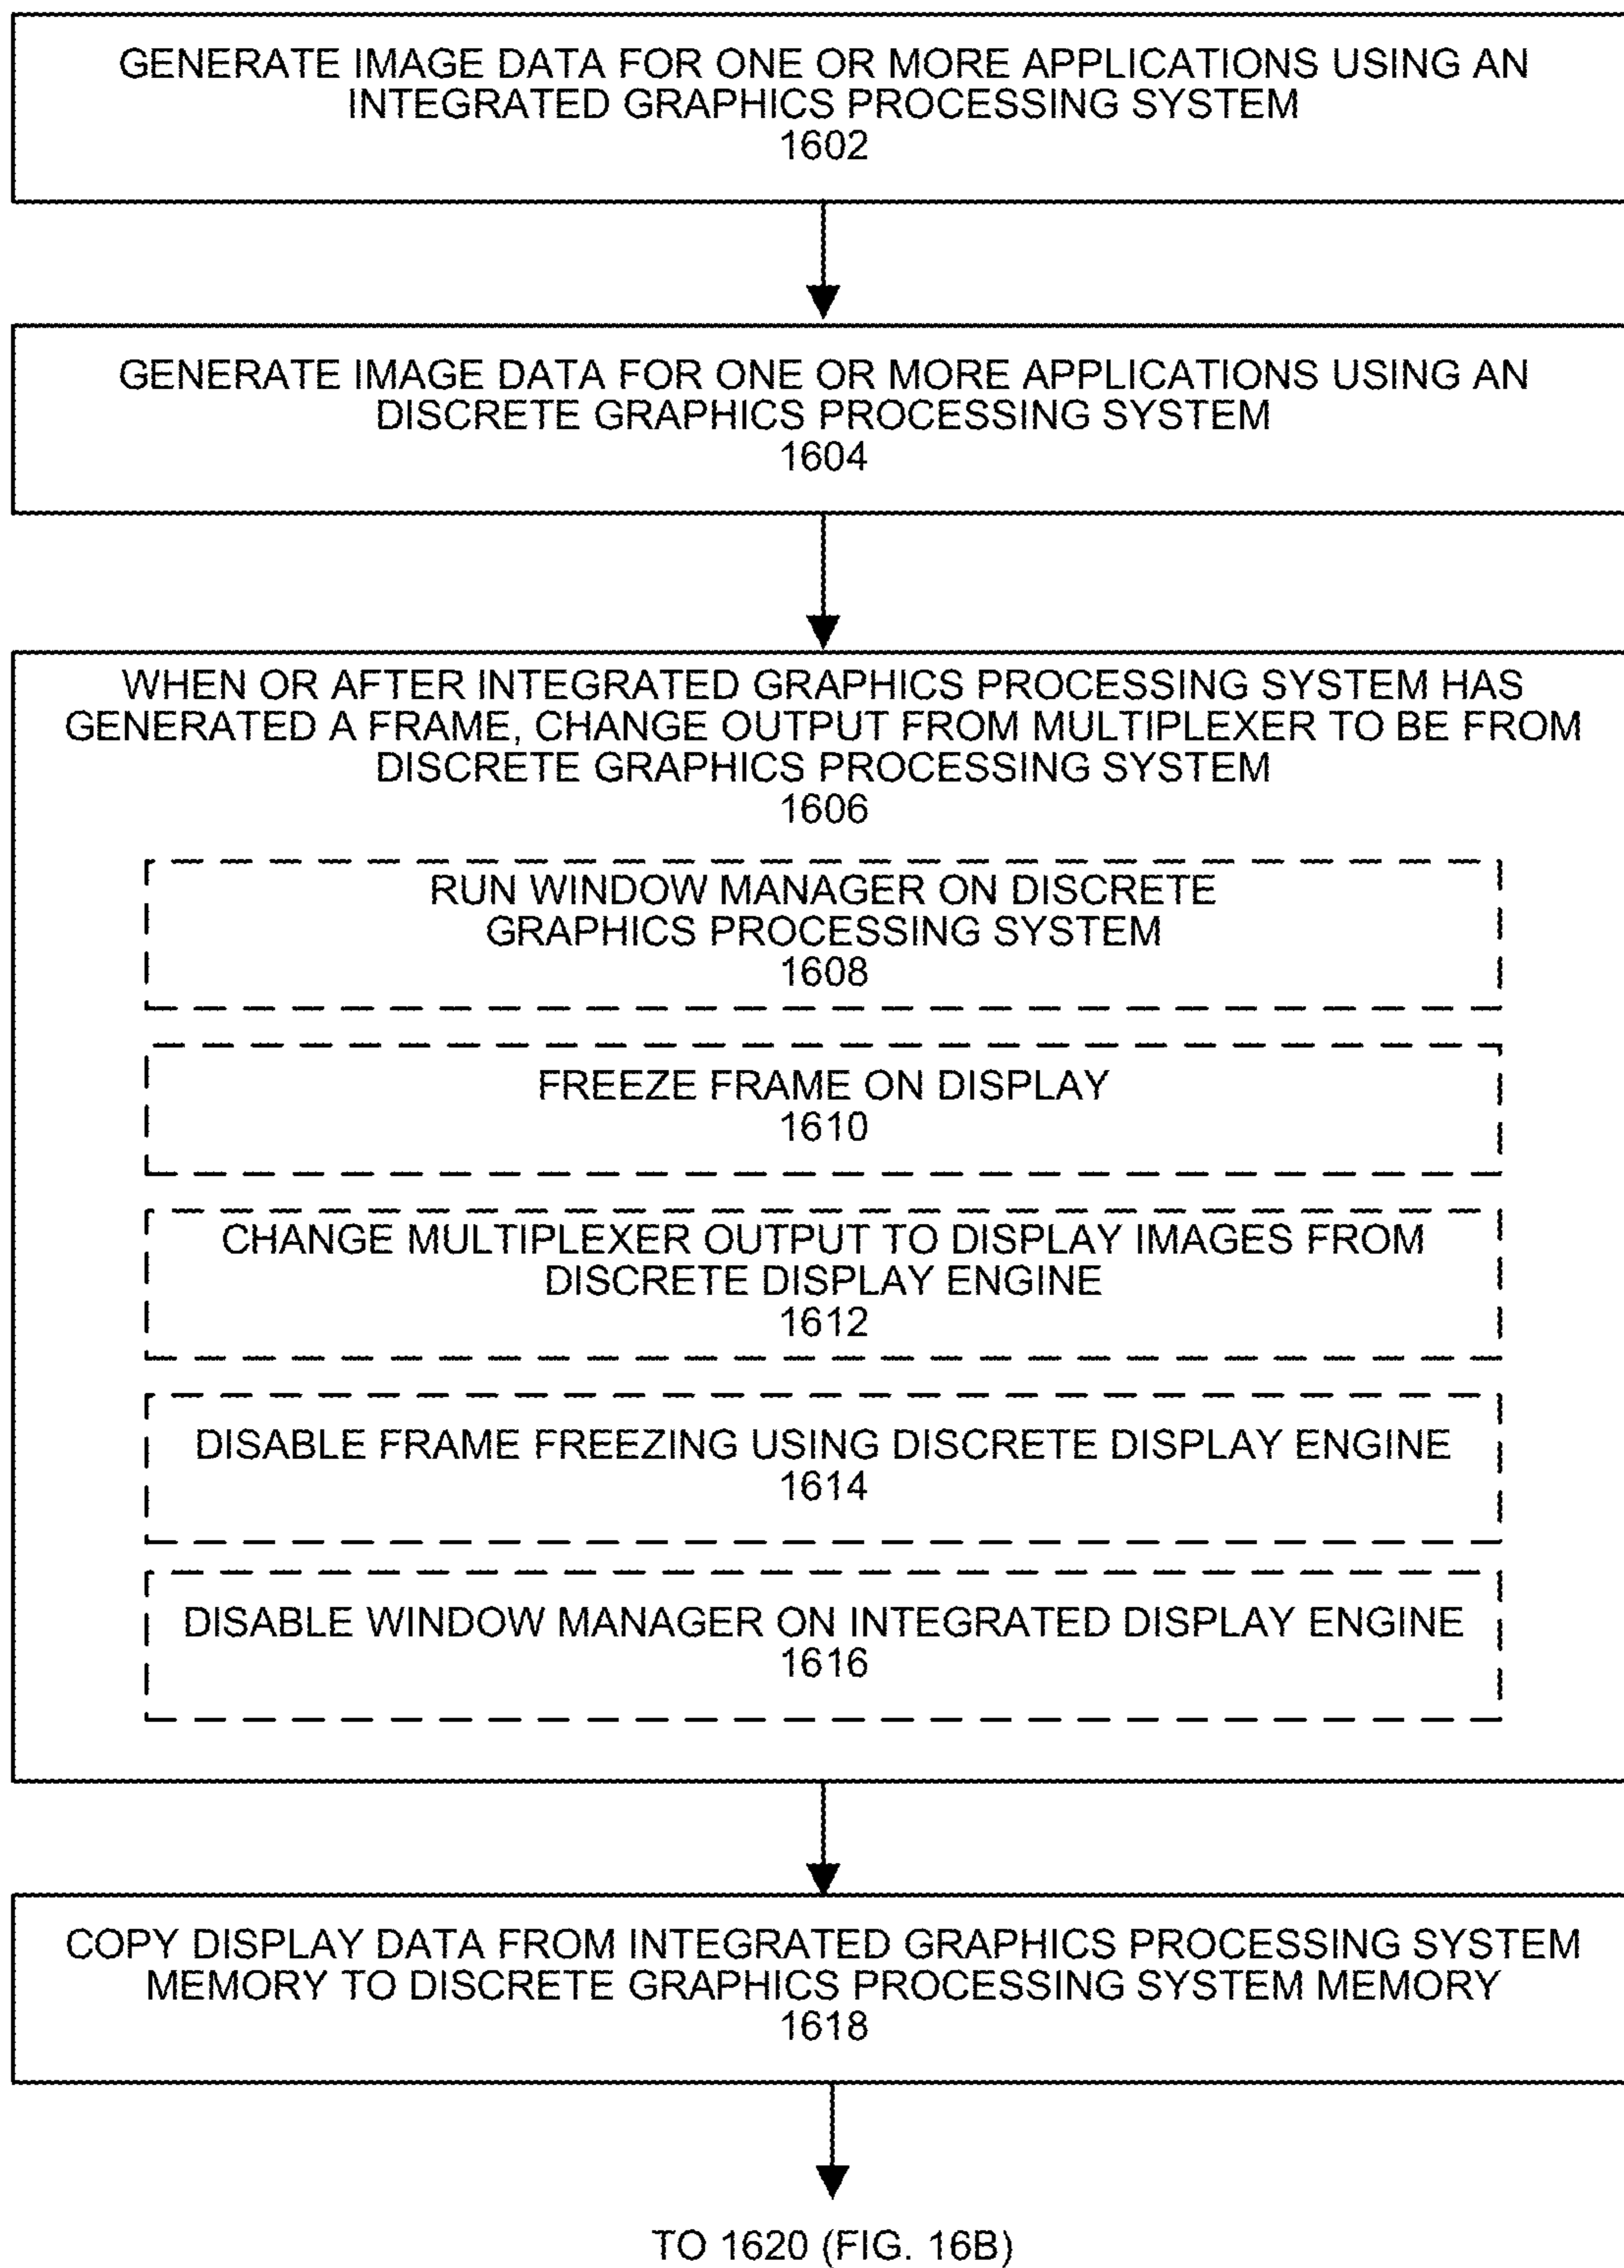 GENERATE IMAGE DATA FOR ONE OR MORE APPLICATIONS USING AN
INTEGRATED GRAPHICS PROCESSING SYSTEM
1602
GENERATE IMAGE DATA FOR ONE OR MORE APPLICATIONS USING AN
DISCRETE GRAPHICS PROCESSING SYSTEM
1604
WHEN OR AFTER INTEGRATED GRAPHICS PROCESSING SYSTEM HAS
GENERATED A FRAME, CHANGE OUTPUT FROM MULTIPLEXER TO BE FROM
DISCRETE GRAPHICS PROCESSING SYSTEM
1606
RUN WINDOW MANAGER ON DISCRETE
GRAPHICS PROCESSING SYSTEM
1608
FREEZE FRAME ON DISPLAY
1610
CHANGE MULTIPLEXER OUTPUT TO DISPLAY IMAGES FROM
DISCRETE DISPLAY ENGINE
1612
DISABLE FRAME FREEZING USING DISCRETE DISPLAY ENGINE
1614
DISABLE WINDOW MANAGER ON INTEGRATED DISPLAY ENGINE
1616
COPY DISPLAY DATA FROM INTEGRATED GRAPHICS PROCESSING SYSTEM
MEMORY TO DISCRETE GRAPHICS PROCESSING SYSTEM MEMORY
1618
TO 1620 (FIG. 16B)